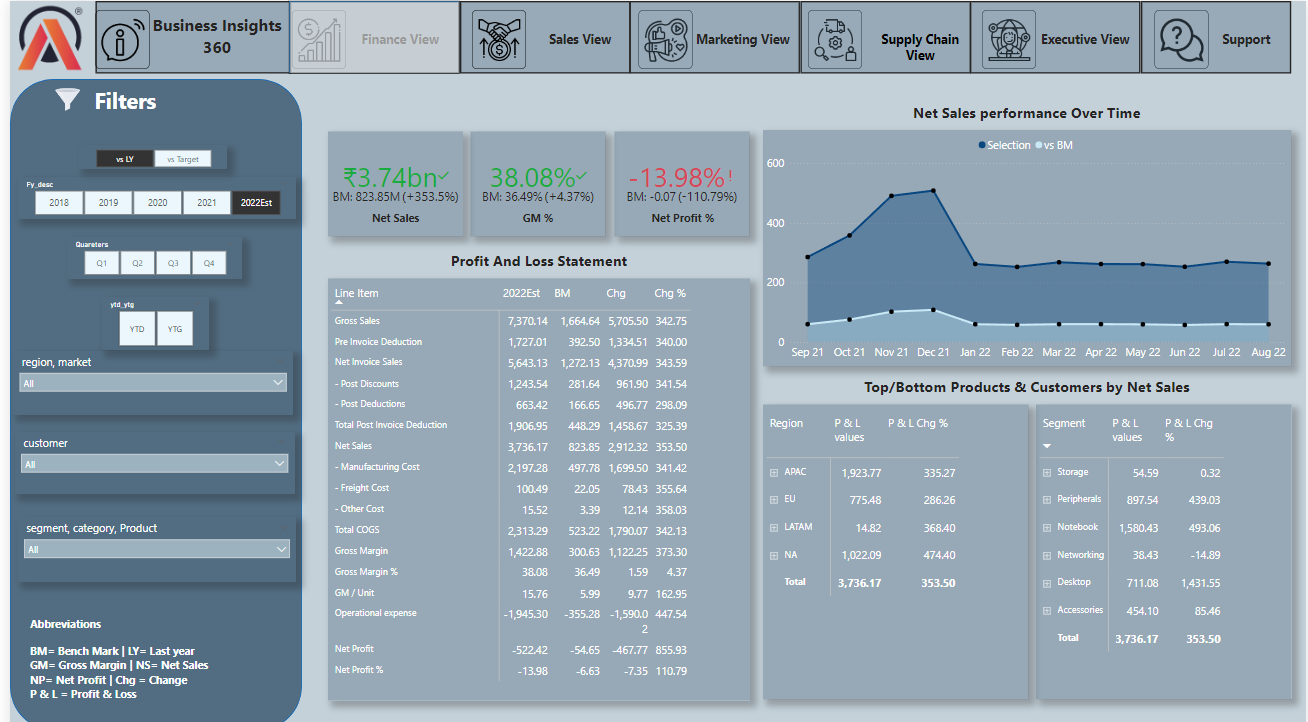 ®
Business Insights
360
Finance View
Sales View
Marketing View
Supply Chain
View
Executive View
Support
Filters
vs LY vs Target
Fy_desc
2018 2019 2020 2021 2022Est
Quareters
Q1 Q2 Q3 Q4
ytd_ytg
YTD YTG
region, market
All
customer
All
segment, category, Product
All
Abbreviations
BM= Bench Mark | LY= Last year
GM= Gross Margin | NS= Net Sales
NP= Net Profit | Chg = Change
P & L = Profit & Loss
₹3.74bn✓
BM: 823.85M (+353.5%)
Net Sales
38.08%✓
BM: 36.49% (+4.37%)
GM %
-13.98%!
BM: -0.07 (-110.79%)
Net Profit %
Profit And Loss Statement
Line Item 2022Est BM Chg Chg %
Gross Sales 7,370.14 1,664.64 5,705.50 342.75
Pre Invoice Deduction 1,727.01 392.50 1,334.51 340.00
Net Invoice Sales 5,643.13 1,272.13 4,370.99 343.59
- Post Discounts 1,243.54 281.64 961.90 341.54
- Post Deductions 663.42 166.65 496.77 298.09
Total Post Invoice Deduction 1,906.95 448.29 1,458.67 325.39
Net Sales 3,736.17 823.85 2,912.32 353.50
- Manufacturing Cost 2,197.28 497.78 1,699.50 341.42
- Freight Cost 100.49 22.05 78.43 355.64
- Other Cost 15.52 3.39 12.14 358.03
Total COGS 2,313.29 523.22 1,790.07 342.13
Gross Margin 1,422.88 300.63 1,122.25 373.30
Gross Margin % 38.08 36.49 1.59 4.37
GM / Unit 15.76 5.99 9.77 162.95
Operational expense -1,945.30 -355.28 -1,590.0 447.54
2
Net Profit -522.42 -54.65 -467.77 855.93
Net Profit % -13.98 -6.63 -7.35 110.79
Net Sales performance Over Time
Selection vs BM
600
400
200
0
Sep 21 Oct 21 Nov 21 Dec 21 Jan 22 Feb 22 Mar 22 Apr 22 May 22 Jun 22 Jul 22 Aug 22
Top/Bottom Products & Customers by Net Sales
Region P & L P & L Chg %
values
APAC 1,923.77 335.27
EU 775.48 286.26
LATAM 14.82 368.40
NA 1,022.09 474.40
Total 3,736.17 353.50
Segment P & L P & L Chg
values %
Storage 54.59 0.32
Peripherals 897.54 439.03
Notebook 1,580.43 493.06
Networking 38.43 -14.89
Desktop 711.08 1,431.55
Accessories 454.10 85.46
Total 3,736.17 353.50